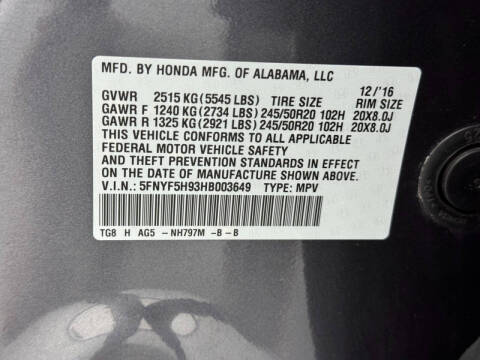 MFD. BY HONDA MFG. OF ALABAMA, LLC
12/'16
GVWR 2515 KG(5545 LBS) TIRE SIZE RIM SIZE
GAWR F 1240 KG(2734 LBS)245/50R20 102H 20X8.0J
GAWR R 1325 KG(2921 LBS)245/50R20 102H 20X8.0J
THIS VEHICLE CONFORMS TO ALL APPLICABLE
FEDERAL MOTOR VEHICLE SAFETY
AND THEFT PREVENTION STANDARDS IN EFFECT
ON THE DATE OF MANUFACTURE SHOWN ABOVE.
V.I.N.: 5FNYF5H93HB003649 TYPE: MPV
TG8 H AG5 -NH797M -B-B